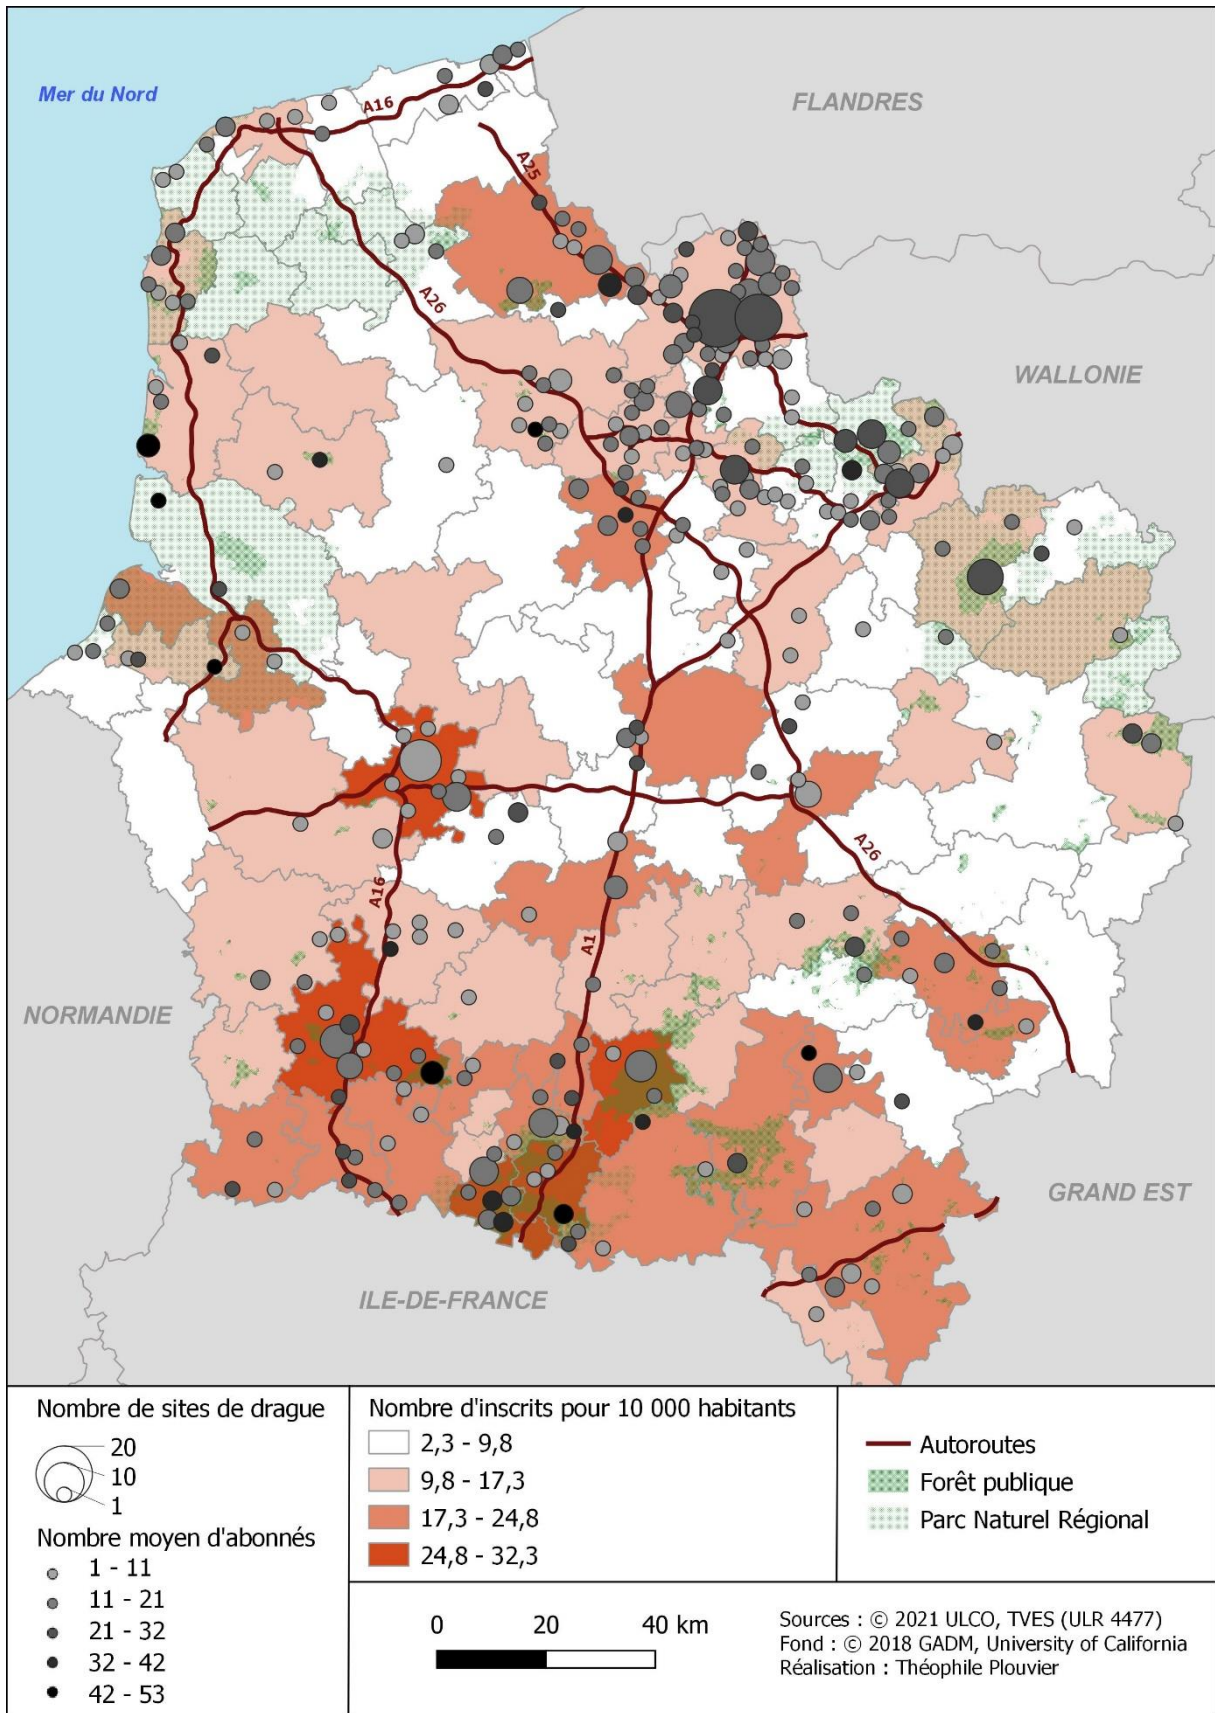 Mer du Nord
A16
FLANDRES
A25
A26
WALLONIE
A26
A16
A1
NORMANDIE
GRAND EST
ILE-DE-FRANCE
Nombre de sites de drague
20
10
1
Nombre moyen d'abonnés
1 - 11
11 - 21
21 - 32
32 - 42
42 - 53
Nombre d'inscrits pour 10 000 habitants
2,3 - 9,8
9,8 - 17,3
17,3 - 24,8
24,8 - 32,3
Autoroutes
Forêt publique
Parc Naturel Régional
0 20 40 km
Sources : © 2021 ULCO, TVES (ULR 4477)
Fond : © 2018 GADM, University of California
Réalisation : Théophile Plouvier